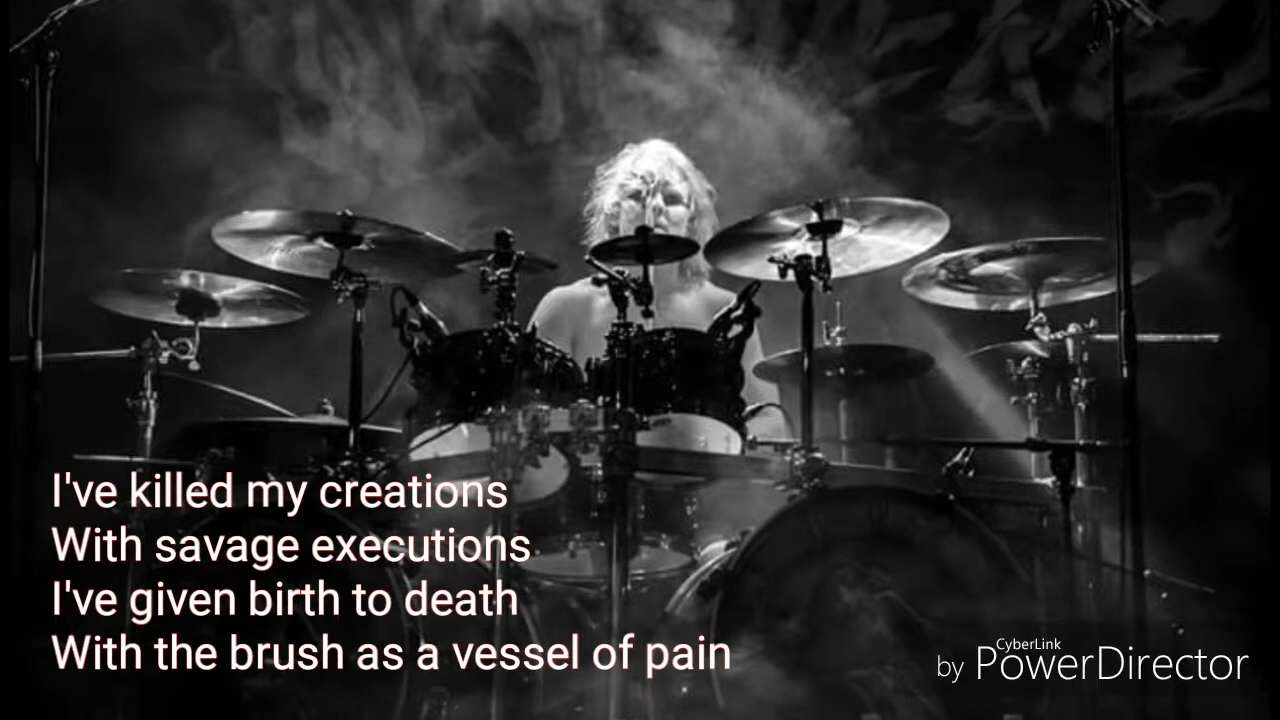 I've killed my creations
With savage executions
I've given birth to death
With the brush as a vessel of pain
CyberLink
by PowerDirector